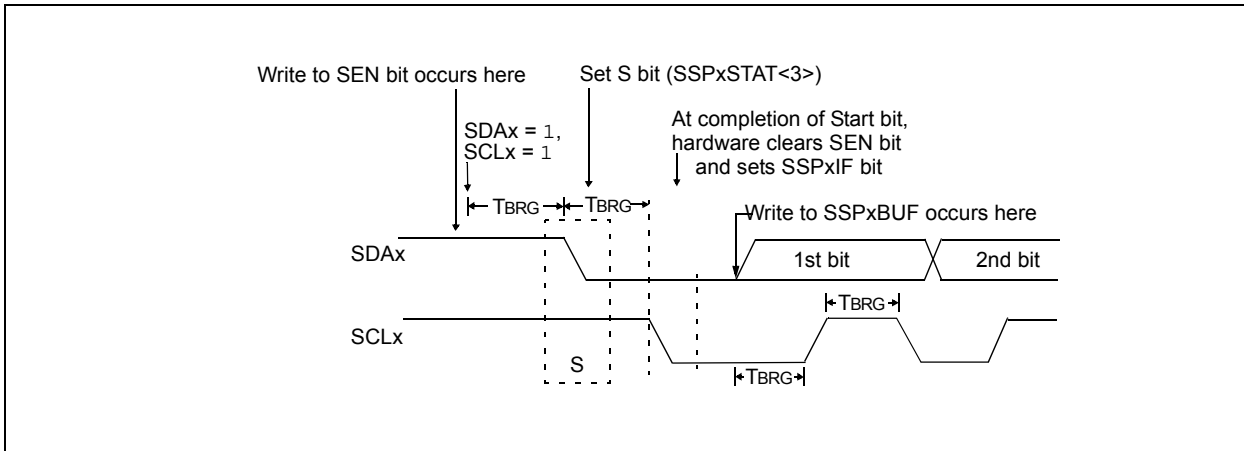 Write to SEN bit occurs here
Set S bit (SSPxSTAT<3>)
SDAx = 1,
SCLx = 1
At completion of Start bit,
hardware clears SEN bit
and sets SSPxIF bit
TBRG
TBRG
Write to SSPxBUF occurs here
SDAx
1st bit
2nd bit
TBRG
SCLx
S
TBRG